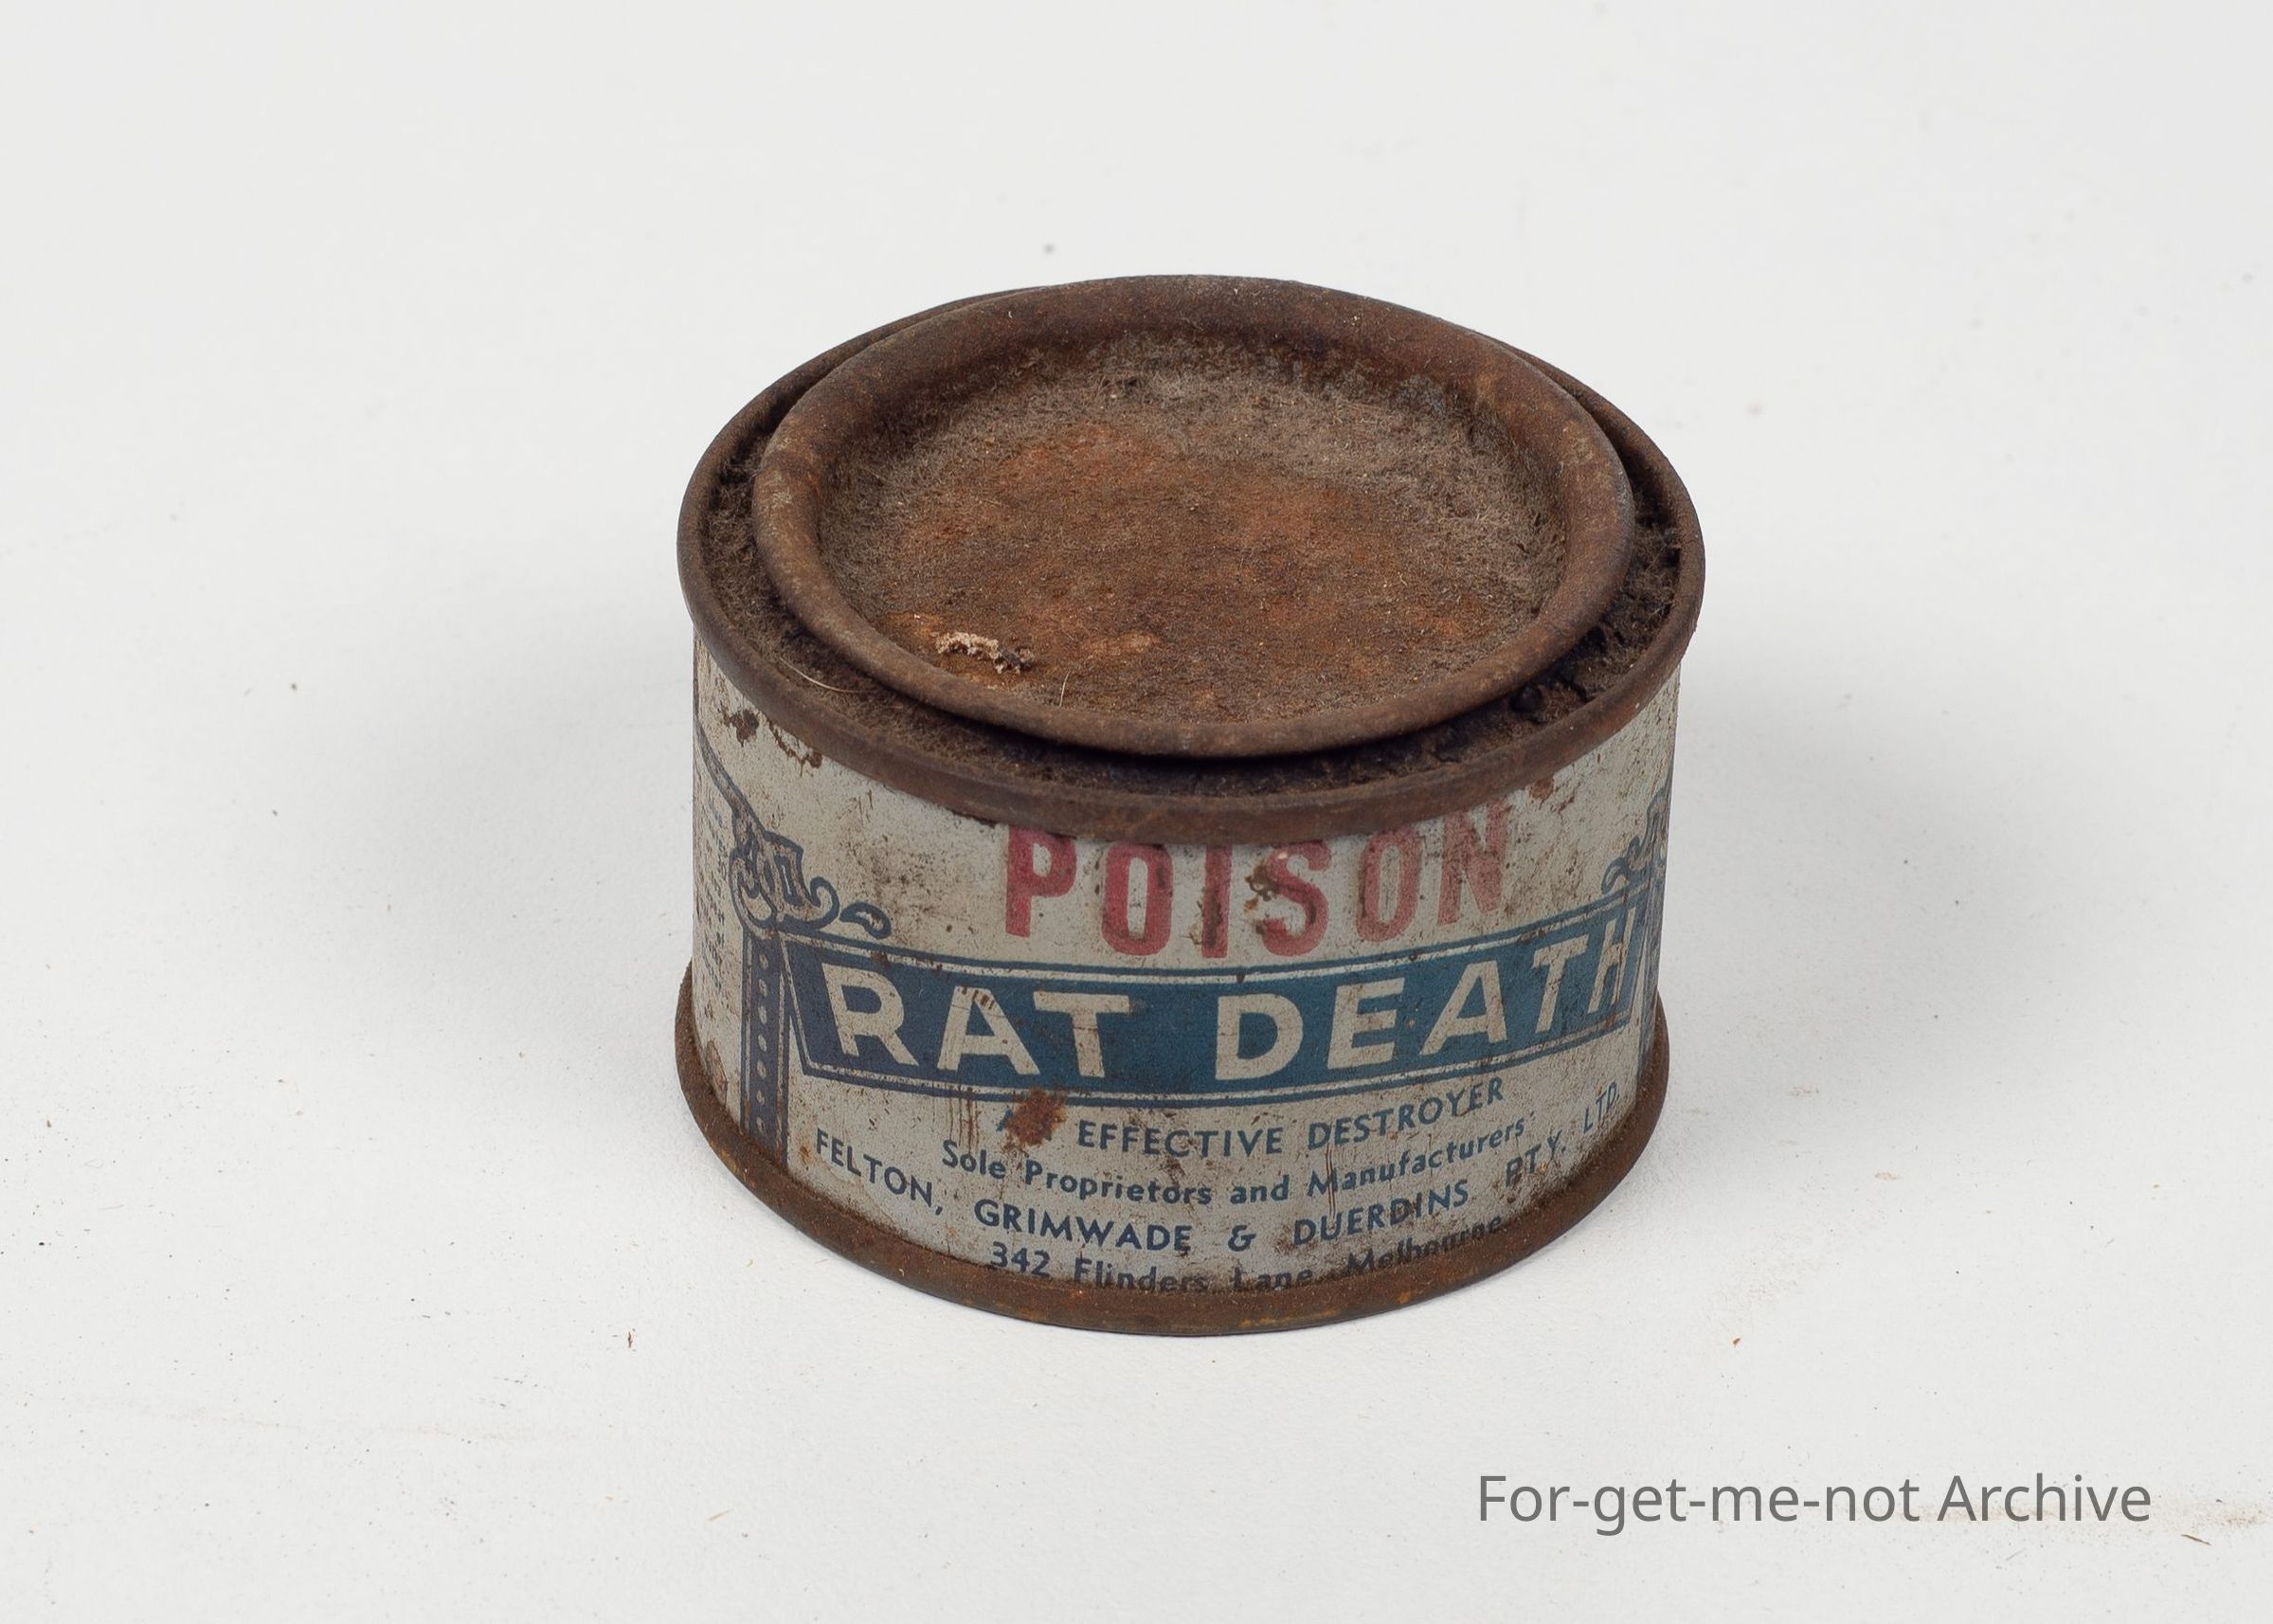 POISON
RAT DEATH
AN EFFECTIVE DESTROYER
Sole Proprietors and Manufacturers
FELTON, GRIMWADE & DUERDINS PTY. LTD.
342 Flinders Lane, Melbourne
For-get-me-not Archive